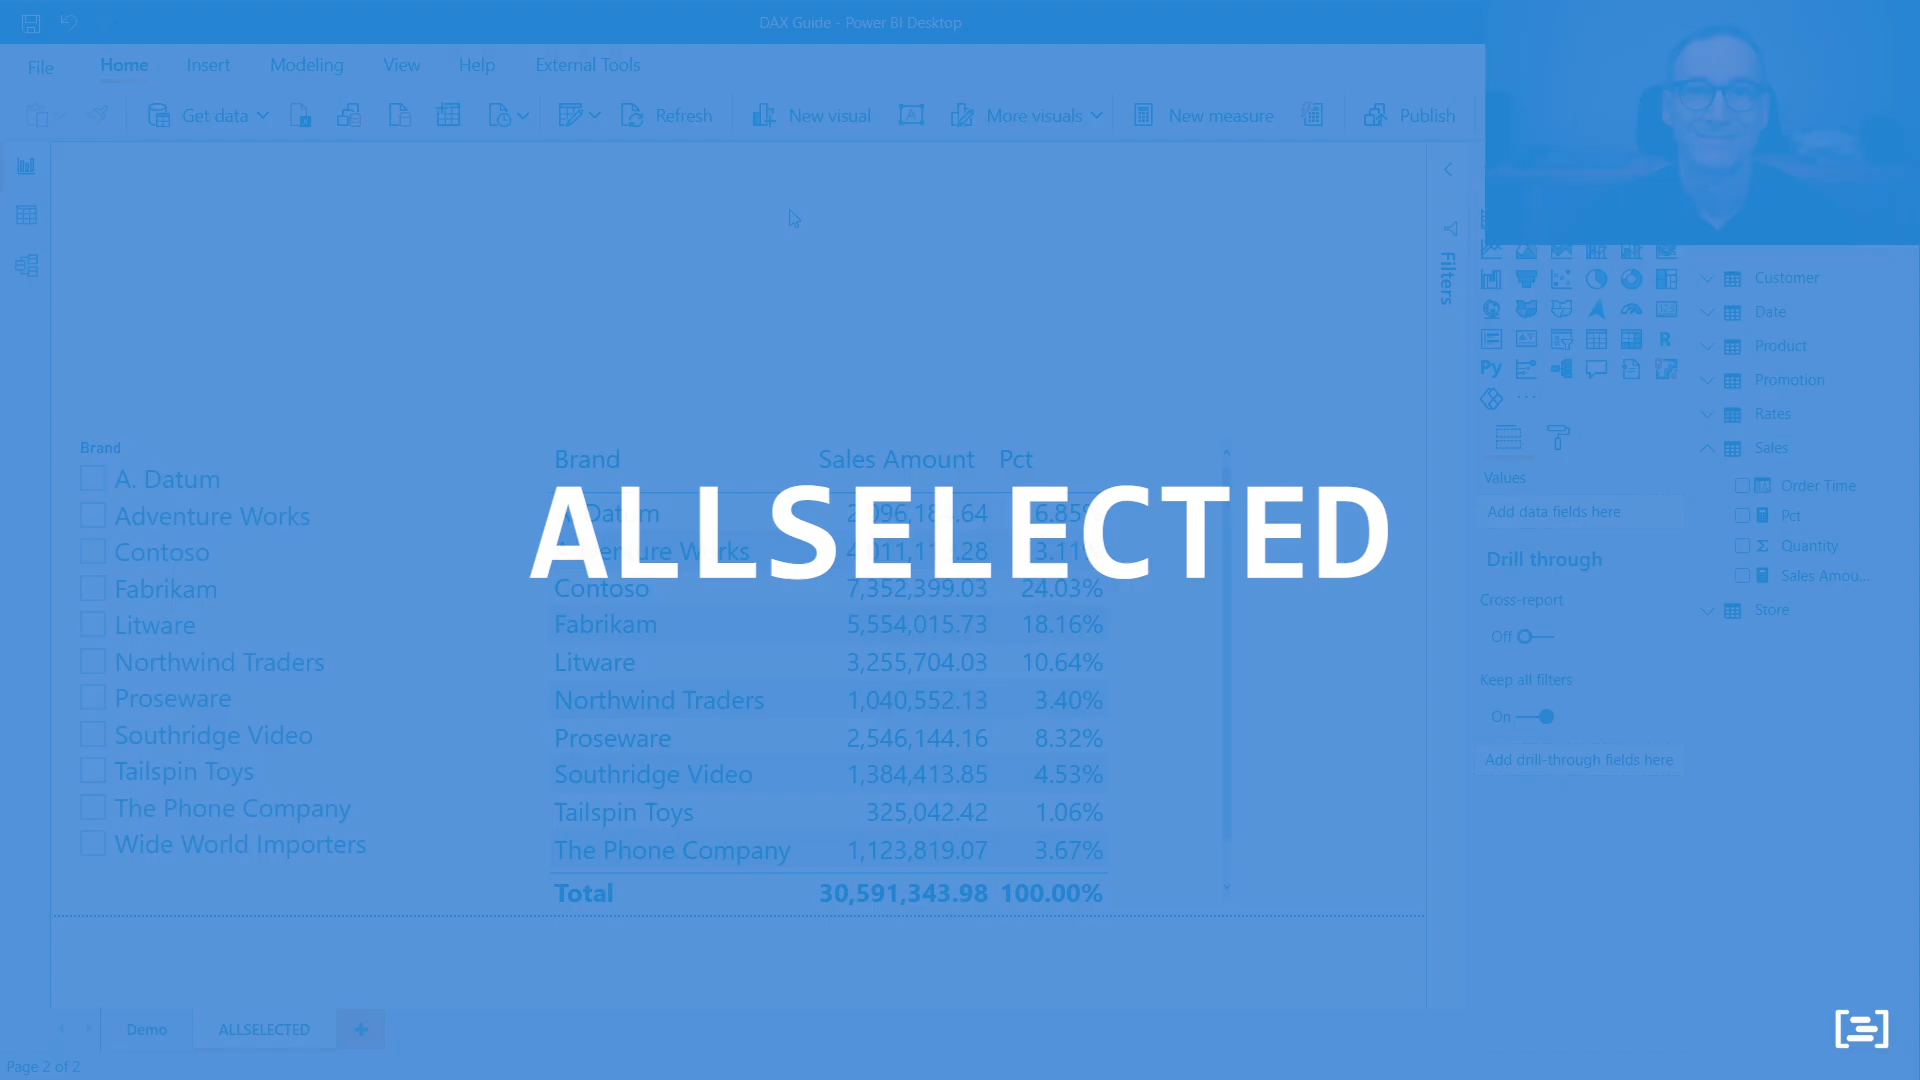 DAX Guide - Power BI Desktop
File Home Insert Modeling View Help External Tools
Get data Refresh New visual More visuals New measure Publish
Filters
Customer
Date
Product
Promotion
Rates
Sales
Order Time
Pct
Quantity
Sales Amou...
Store
R
Py
Values
Add data fields here
Drill through
Cross-report
Off
Keep all filters
On
Add drill-through fields here
Brand
A. Datum
Adventure Works
Contoso
Fabrikam
Litware
Northwind Traders
Proseware
Southridge Video
Tailspin Toys
The Phone Company
Wide World Importers
Brand Sales Amount Pct
ALLSELECTED
Contoso 7,352,399.03 24.03%
Fabrikam 5,554,015.73 18.16%
Litware 3,255,704.03 10.64%
Northwind Traders 1,040,552.13 3.40%
Proseware 2,546,144.16 8.32%
Southridge Video 1,384,413.85 4.53%
Tailspin Toys 325,042.42 1.06%
The Phone Company 1,123,819.07 3.67%
Total 30,591,343.98 100.00%
Demo ALLSELECTED
Page 2 of 2